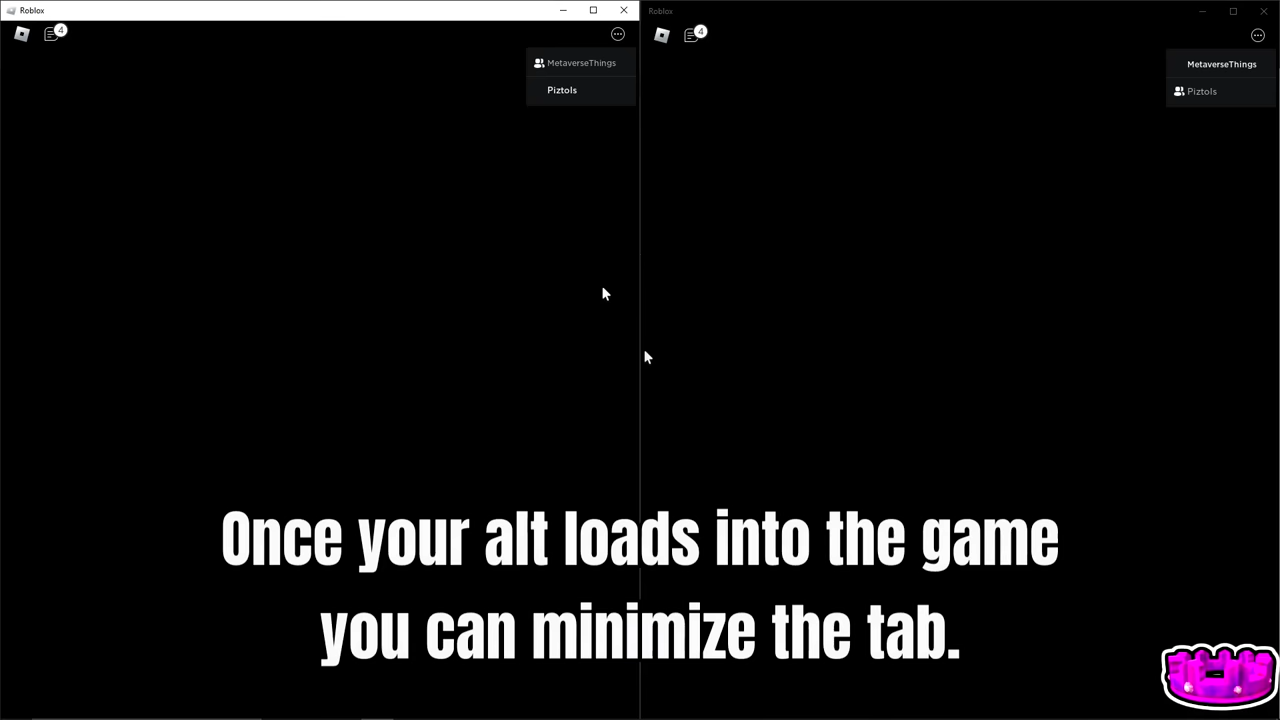 Roblox
4
MetaverseThings
Piztols
Roblox
4
MetaverseThings
Piztols
Once your alt loads into the game
you can minimize the tab.